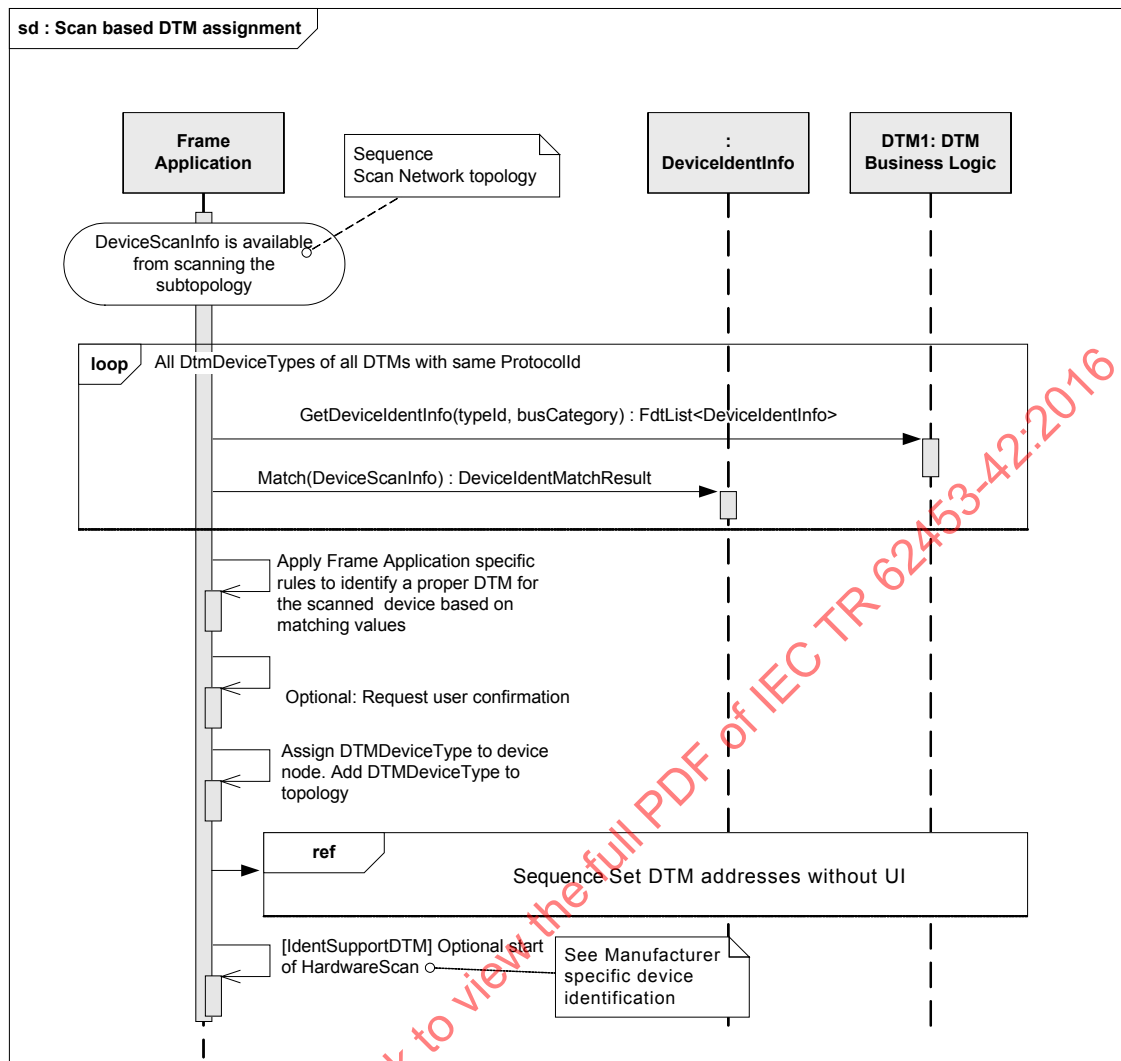 sd : Scan based DTM assignment
Frame
Application
Sequence
Scan Network topology
:
DeviceIdentInfo
DTM1: DTM
Business Logic
DeviceScanInfo is available
from scanning the
subtopology
loop
All DtmDeviceTypes of all DTMs with same ProtocolId
GetDeviceIdentInfo(typeId, busCategory) : FdtList<DeviceIdentInfo>
Match(DeviceScanInfo) : DeviceIdentMatchResult
Apply Frame Application specific
rules to identify a proper DTM for
the scanned device based on
matching values
Optional: Request user confirmation
Assign DTMDeviceType to device
node. Add DTMDeviceType to
topology
ref
Sequence Set DTM addresses without UI
[IdentSupportDTM] Optional start
of HardwareScan
See Manufacturer
specific device
identification
to view the full PDF of IEC TR 62453-42:2016